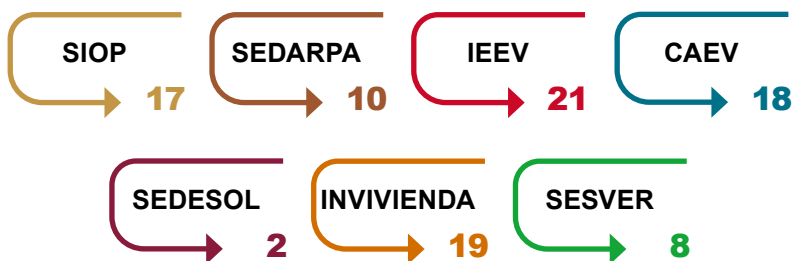 SIOP SEDARPA IEEV CAEV
17 10 21 18
SEDESOL INVIVIENDA SESVER
2 19 8